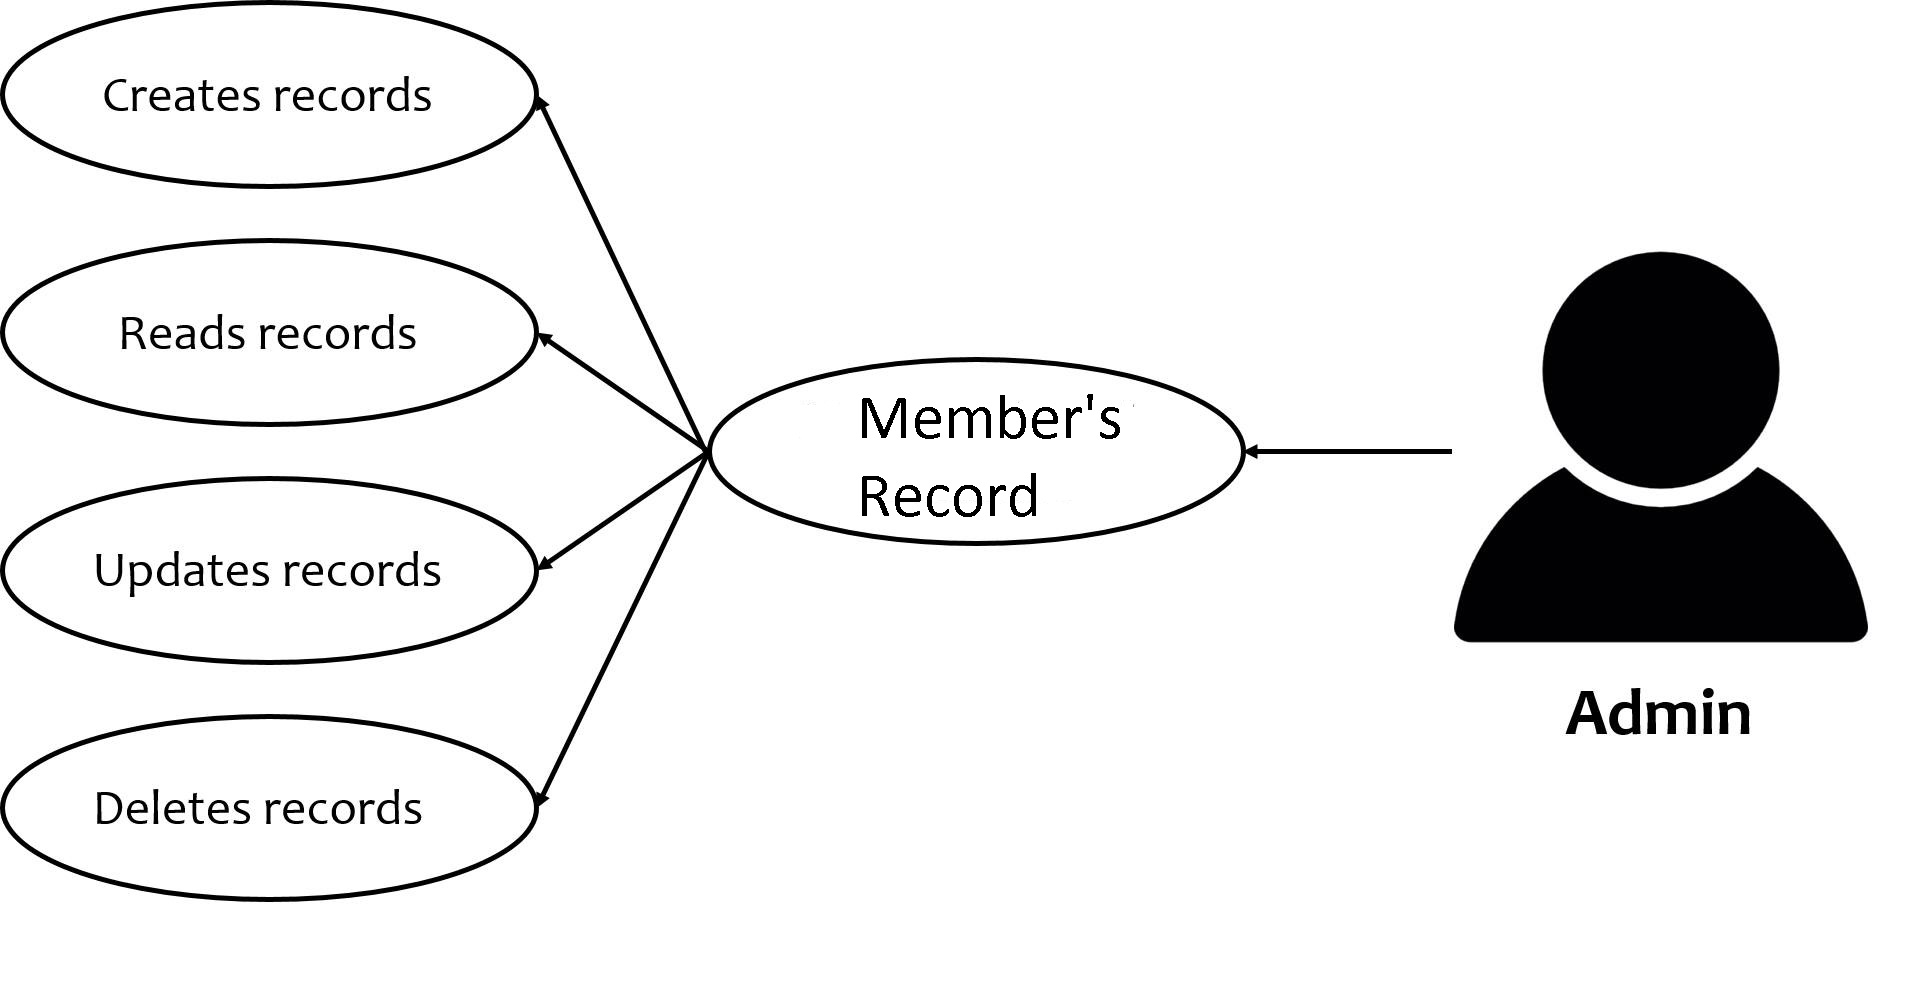 Creates records
Reads records
Updates records
Deletes records
Member's
Record
Admin